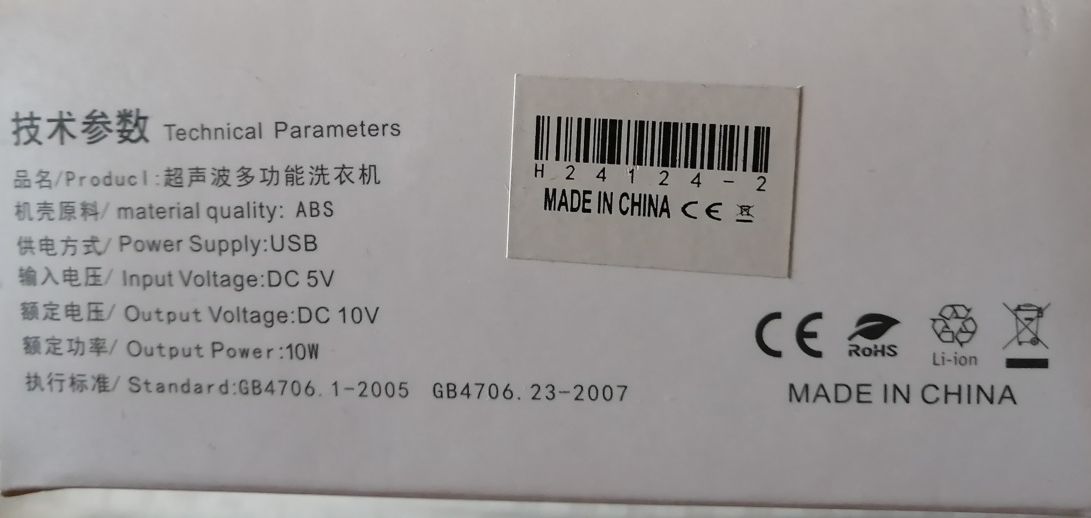 技术参数 Technical Parameters
品名/Producl:超声波多功能洗衣机
机壳原料/ material quality: ABS
供电方式/ Power Supply:USB
输入电压/ Input Voltage:DC 5V
额定电压/ Output Voltage:DC 10V
额定功率/ Output Power:10W
执行标准/ Standard:GB4706.1-2005 GB4706.23-2007
H24124-2
MADE IN CHINA CE
CE RoHS Li-ion
MADE IN CHINA